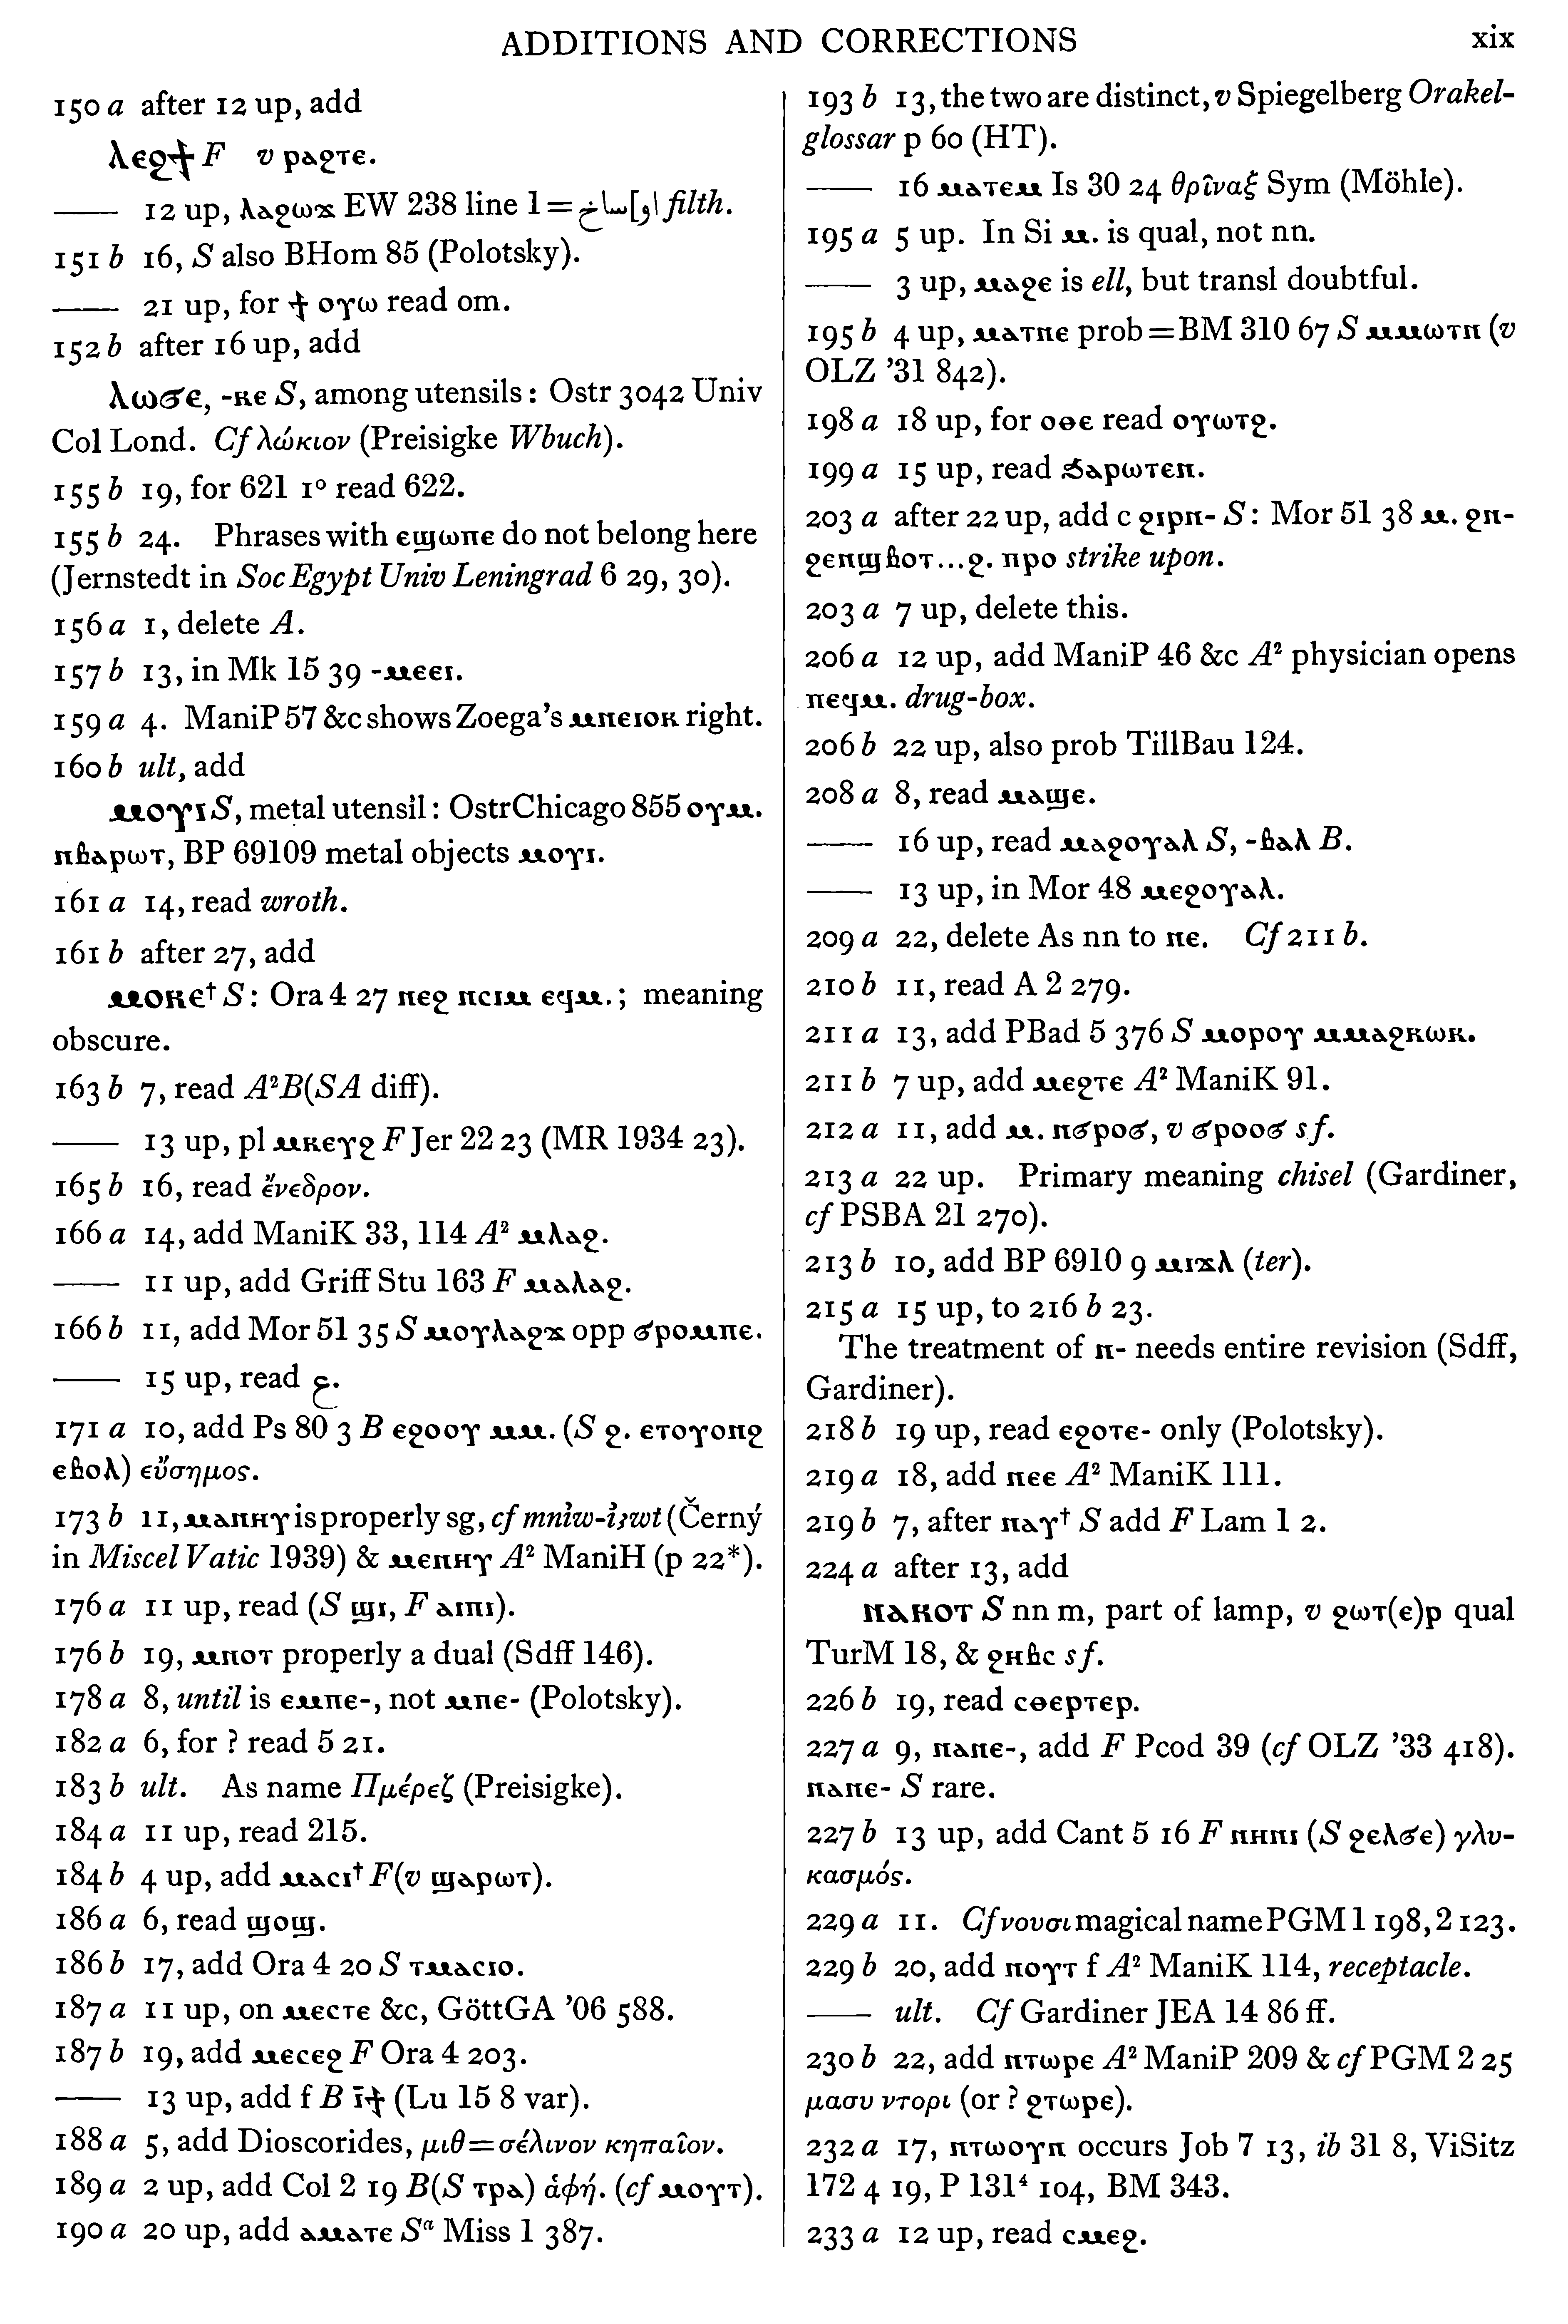 ADDITIONS AND CORRECTIONS xix
150 a after 12 up, add
ⲗⲉϩϯ F v ⲣⲁϩⲧⲉ.
—— 12 up, ⲗⲁϩⲱϫ EW 238 line 1 = اوساخ filth.
151 b 16, S also BHom 85 (Polotsky).
—— 21 up, for ϯ ⲟⲩⲱ read om.
152 b after 16 up, add
ⲗⲱϭⲉ, -ⲕⲉ S, among utensils: Ostr 3042 Univ
Col Lond. Cf λώκιον (Preisigke Wbuch).
155 b 19, for 621 1° read 622.
155 b 24. Phrases with ⲉϣⲱⲡⲉ do not belong here
(Jernstedt in Soc Egypt Univ Leningrad 6 29, 30).
156 a 1, delete A.
157 b 13, in Mk 15 39 -ⲙⲉⲉⲓ.
159 a 4. ManiP 57 &c shows Zoega's ⲙⲡⲉⲓⲟⲕ right.
160 b ult, add
ⲙⲟⲩⲓ S, metal utensil: OstrChicago 855 ⲟⲩⲙ.
ⲛⲃⲁⲣⲱⲧ, BP 69109 metal objects ⲙⲟⲩⲓ.
161 a 14, read wroth.
161 b after 27, add
ⲙⲟⲕⲉ† S: Ora 4 27 ⲛⲉϩ ⲛⲥⲓⲙ ⲉϥⲙ.; meaning
obscure.
163 b 7, read A²B(SA diff).
—— 13 up, pl ⲙⲕⲉⲩϩ F Jer 22 23 (MR 1934 23).
165 b 16, read ἔνεδρον.
166 a 14, add ManiK 33, 114 A² ⲙⲗⲁϩ.
—— 11 up, add Griff Stu 163 F ⲙⲁⲗⲁϩ.
166 b 11, add Mor 51 35 S ⲙⲟⲩⲗⲁϩϫ opp ϭⲣⲟⲙⲡⲉ.
—— 15 up, read ج.
171 a 10, add Ps 80 3 B ⲉϩⲟⲟⲩ ⲙⲙ. (S ϩ. ⲉⲧⲟⲩⲟⲛϩ
ⲉⲃⲟⲗ) εὔσημος.
173 b 11, ⲙⲁⲛⲏⲩ is properly sg, cf mnỉw-ỉꜣwt (Černý
in Miscel Vatic 1939) & ⲙⲉⲛⲏⲩ A² ManiH (p 22*).
176 a 11 up, read (S ϣⲓ, F ⲁⲓⲡⲓ).
176 b 19, ⲙⲛⲟⲧ properly a dual (Sdff 146).
178 a 8, until is ⲉⲙⲡⲉ-, not ⲙⲡⲉ- (Polotsky).
182 a 6, for ? read 5 21.
183 b ult. As name Πμέρεζ (Preisigke).
184 a 11 up, read 215.
184 b 4 up, add ⲙⲁⲥⲓ† F(v ϣⲁⲣⲱⲧ).
186 a 6, read ϣⲟϣ.
186 b 17, add Ora 4 20 S ⲧⲙⲁⲥⲓⲟ.
187 a 11 up, on ⲙⲉⲥⲧⲉ &c, GöttGA '06 588.
187 b 19, add ⲙⲉⲥⲉϩ F Ora 4 203.
—— 13 up, add f B ⲓ̄ϯ (Lu 15 8 var).
188 a 5, add Dioscorides, μιθ=σέλινον κηπαῖον.
189 a 2 up, add Col 2 19 B(S ⲧⲣⲁ) ἁφή. (cf ⲙⲟⲩⲧ).
190 a 20 up, add ⲁⲙⲁⲧⲉ Sᵃ Miss 1 387.
193 b 13, the two are distinct, v Spiegelberg Orakel-
glossar p 60 (HT).
—— 16 ⲙⲁⲧⲉⲙ Is 30 24 θρῖναξ Sym (Möhle).
195 a 5 up. In Si ⲙ. is qual, not nn.
—— 3 up, ⲙⲁϩⲉ is ell, but transl doubtful.
195 b 4 up, ⲙⲁⲧⲡⲉ prob=BM 310 67 S ⲙⲙⲱⲧⲛ (v
OLZ '31 842).
198 a 18 up, for ⲟⲑⲉ read ⲟⲩⲱⲧϩ.
199 a 15 up, read ϫ̀ⲁⲣⲱⲧⲉⲛ.
203 a after 22 up, add c ϩⲓⲣⲛ- S: Mor 51 38 ⲙ. ϩⲛ-
ϩⲉⲛϣⲃⲟⲧ...ϩ. ⲡⲣⲟ strike upon.
203 a 7 up, delete this.
206 a 12 up, add ManiP 46 &c A² physician opens
ⲡⲉϥⲙ. drug-box.
206 b 22 up, also prob TillBau 124.
208 a 8, read ⲙⲁϣⲉ.
—— 16 up, read ⲙⲁϩⲟⲩⲁⲗ S, -ⲃⲁⲗ B.
—— 13 up, in Mor 48 ⲙⲉϩⲟⲩⲁⲗ.
209 a 22, delete As nn to ⲛⲉ. Cf 211 b.
210 b 11, read A 2 279.
211 a 13, add PBad 5 376 S ⲙⲟⲣⲟⲩ ⲙⲙⲁϩⲕⲱⲕ.
211 b 7 up, add ⲙⲉϩⲧⲉ A² ManiK 91.
212 a 11, add ⲙ. ⲛϭⲣⲟϭ, v ϭⲣⲟⲟϭ sf.
213 a 22 up. Primary meaning chisel (Gardiner,
cf PSBA 21 270).
213 b 10, add BP 6910 9 ⲙⲓϫⲗ (ter).
215 a 15 up, to 216 b 23.
The treatment of ⲛ- needs entire revision (Sdff,
Gardiner).
218 b 19 up, read ⲉϩⲟⲧⲉ- only (Polotsky).
219 a 18, add ⲛⲉⲉ A² ManiK 111.
219 b 7, after ⲛⲁⲩ† S add F Lam 1 2.
224 a after 13, add
ⲛⲁⲕⲟⲧ S nn m, part of lamp, v ϩⲱⲧ(ⲉ)ⲣ qual
TurM 18, & ϩⲏⲃⲥ sf.
226 b 19, read ⲥⲑⲉⲣⲧⲉⲣ.
227 a 9, ⲛⲁⲛⲉ-, add F Pcod 39 (cf OLZ '33 418).
ⲛⲁⲛⲉ- S rare.
227 b 13 up, add Cant 5 16 F ⲛⲏⲛⲓ (S ϩⲉⲗϭⲉ) γλυ-
κασμός.
229 a 11. Cf νουσι magical name PGM 1 198, 2 123.
229 b 20, add ⲛⲟⲩⲧ f A² ManiK 114, receptacle.
—— ult. Cf Gardiner JEA 14 86 ff.
230 b 22, add ⲛⲧⲱⲣⲉ A² ManiP 209 & cf PGM 2 25
μασυ ντορι (or ? ϩⲧⲱⲣⲉ).
232 a 17, ⲛⲧⲱⲟⲩⲛ occurs Job 7 13, ib 31 8, ViSitz
172 4 19, P 131⁴ 104, BM 343.
233 a 12 up, read ⲥⲙⲉϩ.